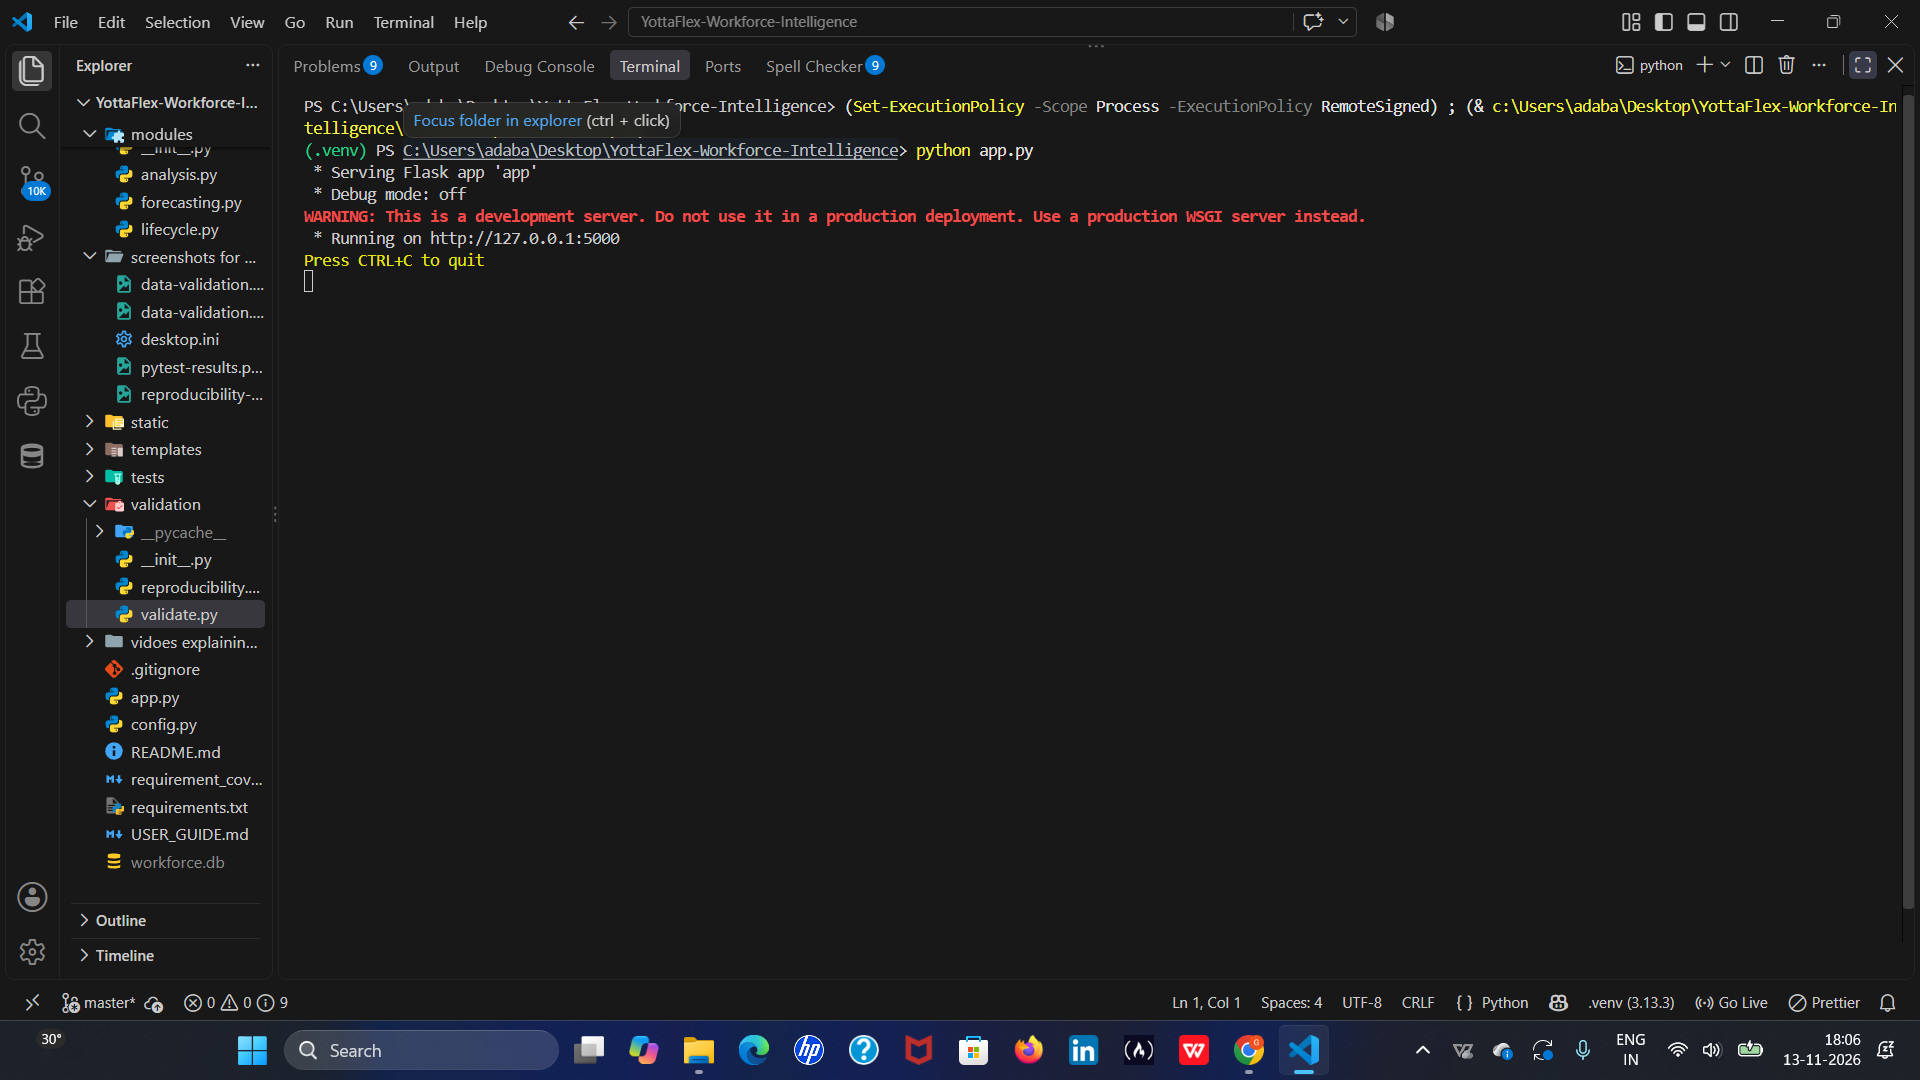 File Edit Selection View Go Run Terminal Help
YottaFlex-Workforce-Intelligence
Explorer
YottaFlex-Workforce-I...
modules
__init__.py
analysis.py
forecasting.py
lifecycle.py
screenshots for ...
data-validation....
data-validation....
desktop.ini
pytest-results.p...
reproducibility-...
static
templates
tests
validation
__pycache__
__init__.py
reproducibility....
validate.py
vidoes explainin...
.gitignore
app.py
config.py
README.md
requirement_cov...
requirements.txt
USER_GUIDE.md
workforce.db
Outline
Timeline
10K
Problems 9 Output Debug Console Terminal Ports Spell Checker 9
python
PS C:\Users\ force-Intelligence> (Set-ExecutionPolicy -Scope Process -ExecutionPolicy RemoteSigned) ; (& c:\Users\adaba\Desktop\YottaFlex-Workforce-In
telligence\
Focus folder in explorer (ctrl + click)
(.venv) PS C:\Users\adaba\Desktop\YottaFlex-Workforce-Intelligence> python app.py
* Serving Flask app 'app'
* Debug mode: off
WARNING: This is a development server. Do not use it in a production deployment. Use a production WSGI server instead.
* Running on http://127.0.0.1:5000
Press CTRL+C to quit
master* 0 0 9
Ln 1, Col 1 Spaces: 4 UTF-8 CRLF { } Python .venv (3.13.3) Go Live Prettier
30°
Search
hp
in
W
G
ENG
IN
18:06
13-11-2026